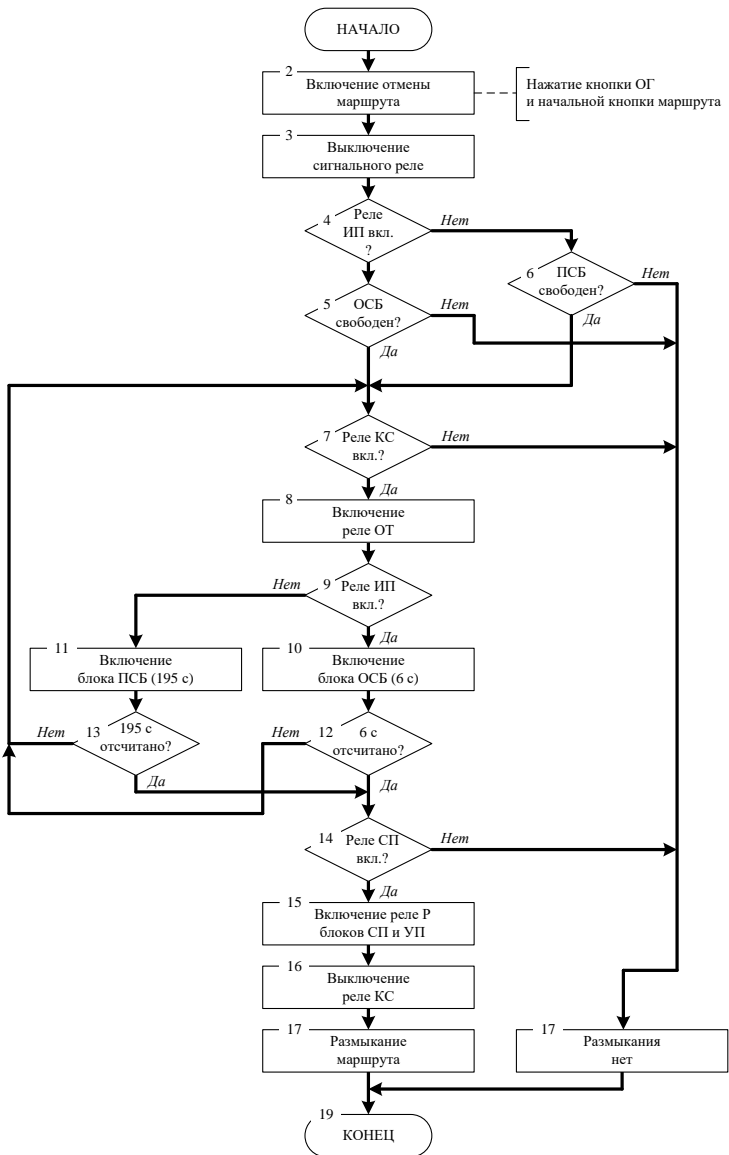 НАЧАЛО
2
Включение отмены
маршрута
Нажатие кнопки ОГ
и начальной кнопки маршрута
3
Выключение
сигнального реле
4
Реле
ИП вкл.
?
Нет
6
ПСБ
свободен?
Нет
Да
5
ОСБ
свободен?
Нет
Да
7
Реле КС
вкл.?
Нет
Да
8
Включение
реле ОТ
9
Реле ИП
вкл.?
Нет
Да
11
Включение
блока ПСБ (195 с)
10
Включение
блока ОСБ (6 с)
13
195 с
отсчитано?
Нет
Да
12
6 с
отсчитано?
Нет
Да
14
Реле СП
вкл.?
Нет
Да
15
Включение реле Р
блоков СП и УП
16
Выключение
реле КС
17
Размыкание
маршрута
17
Размыкания
нет
19
КОНЕЦ